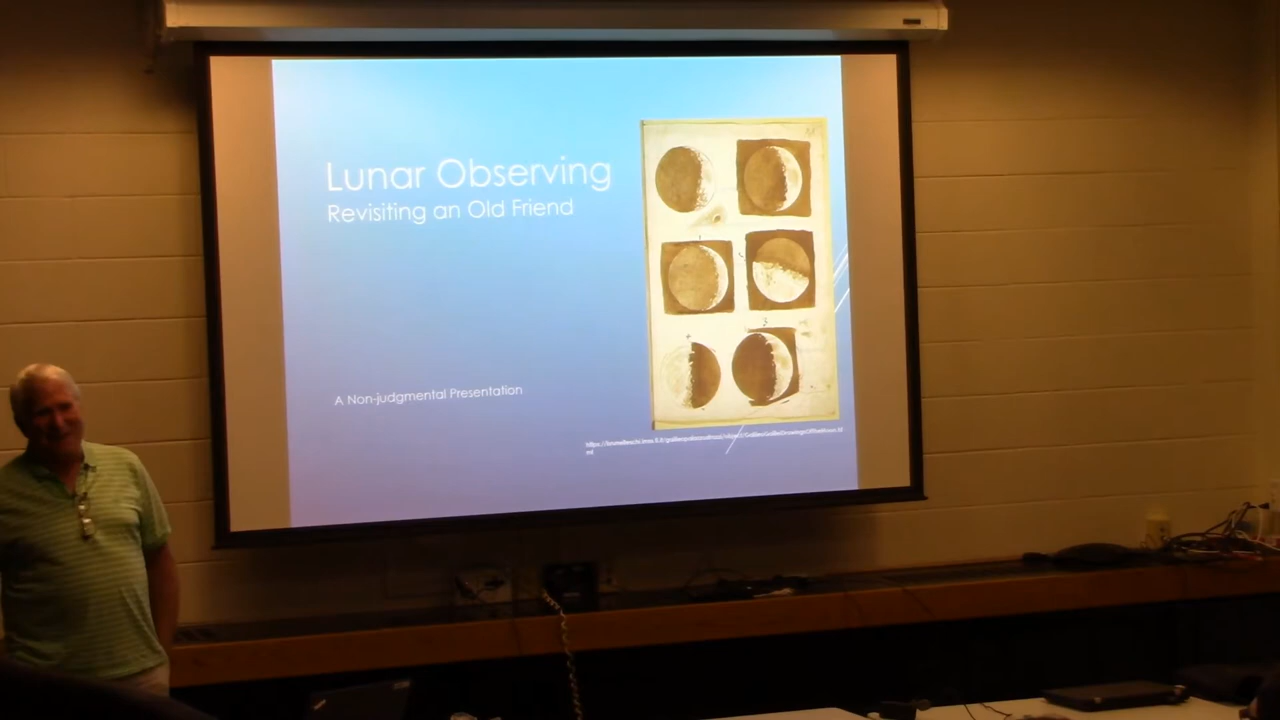 Lunar Observing
Revisiting an Old Friend
A Non-judgmental Presentation